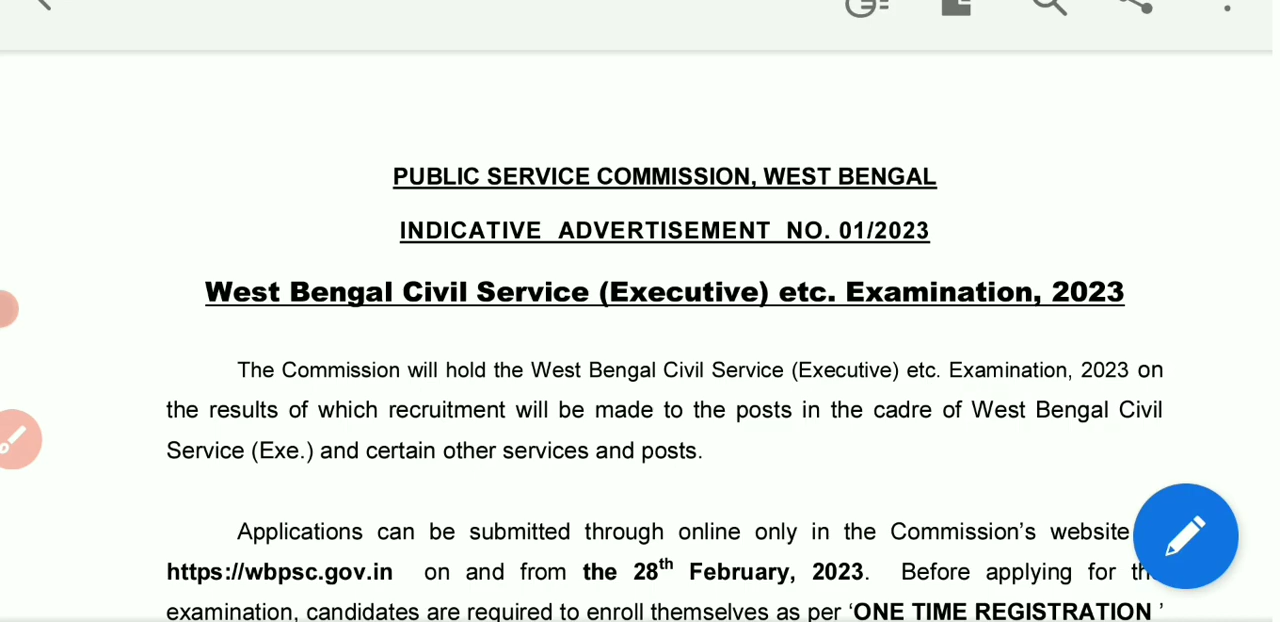 PUBLIC SERVICE COMMISSION, WEST BENGAL
INDICATIVE ADVERTISEMENT NO. 01/2023
West Bengal Civil Service (Executive) etc. Examination, 2023
The Commission will hold the West Bengal Civil Service (Executive) etc. Examination, 2023 on
the results of which recruitment will be made to the posts in the cadre of West Bengal Civil
Service (Exe.) and certain other services and posts.
Applications can be submitted through online only in the Commission's website
https://wbpsc.gov.in on and from the 28th February, 2023. Before applying for the
examination, candidates are required to enroll themselves as per ‘ONE TIME REGISTRATION ’